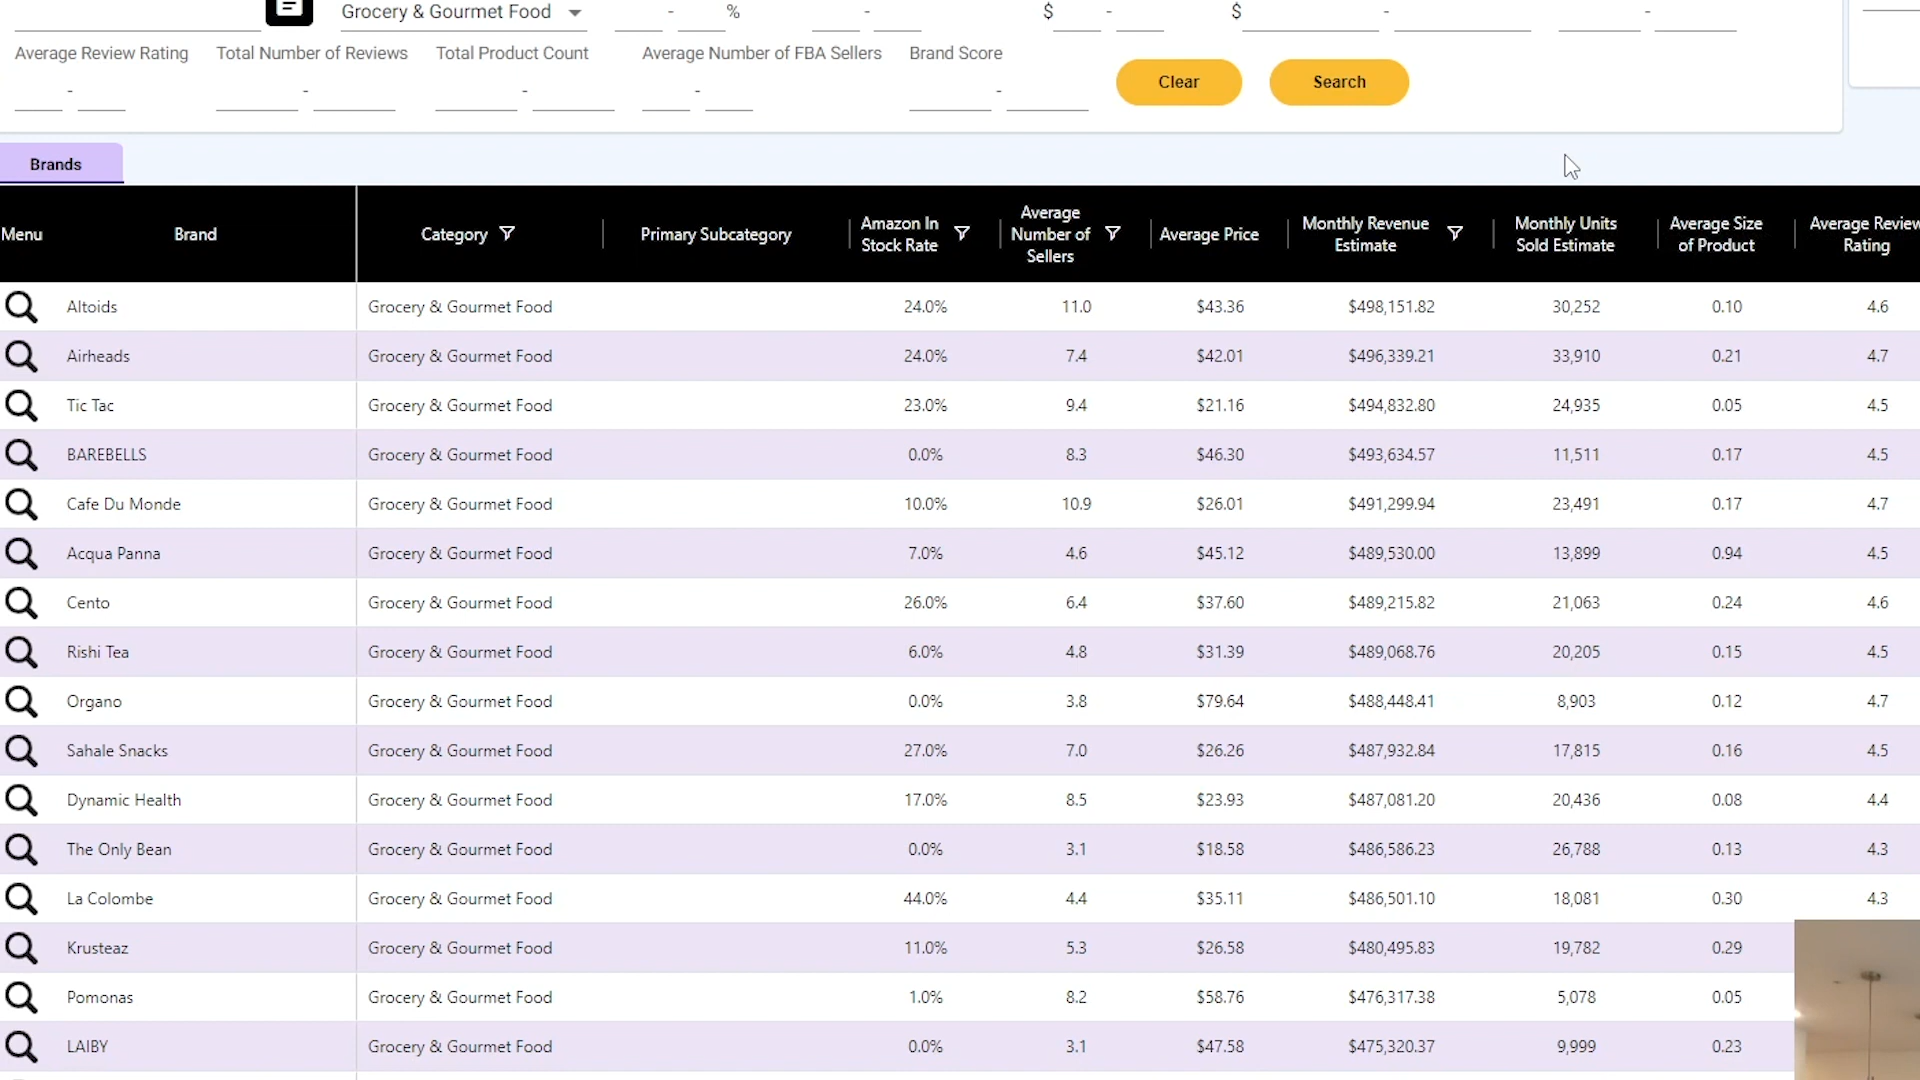 Grocery & Gourmet Food - % - $ - $ - -
Average Review Rating Total Number of Reviews Total Product Count Average Number of FBA Sellers Brand Score
- - - - - Clear Search
Brands
Menu Brand Category Primary Subcategory Amazon In Stock Rate Average Number of Sellers Average Price Monthly Revenue Estimate Monthly Units Sold Estimate Average Size of Product Average Review Rating
Altoids Grocery & Gourmet Food 24.0% 11.0 $43.36 $498,151.82 30,252 0.10 4.6
Airheads Grocery & Gourmet Food 24.0% 7.4 $42.01 $496,339.21 33,910 0.21 4.7
Tic Tac Grocery & Gourmet Food 23.0% 9.4 $21.16 $494,832.80 24,935 0.05 4.5
BAREBELLS Grocery & Gourmet Food 0.0% 8.3 $46.30 $493,634.57 11,511 0.17 4.5
Cafe Du Monde Grocery & Gourmet Food 10.0% 10.9 $26.01 $491,299.94 23,491 0.17 4.7
Acqua Panna Grocery & Gourmet Food 7.0% 4.6 $45.12 $489,530.00 13,899 0.94 4.5
Cento Grocery & Gourmet Food 26.0% 6.4 $37.60 $489,215.82 21,063 0.24 4.6
Rishi Tea Grocery & Gourmet Food 6.0% 4.8 $31.39 $489,068.76 20,205 0.15 4.5
Organo Grocery & Gourmet Food 0.0% 3.8 $79.64 $488,448.41 8,903 0.12 4.7
Sahale Snacks Grocery & Gourmet Food 27.0% 7.0 $26.26 $487,932.84 17,815 0.16 4.5
Dynamic Health Grocery & Gourmet Food 17.0% 8.5 $23.93 $487,081.20 20,436 0.08 4.4
The Only Bean Grocery & Gourmet Food 0.0% 3.1 $18.58 $486,586.23 26,788 0.13 4.3
La Colombe Grocery & Gourmet Food 44.0% 4.4 $35.11 $486,501.10 18,081 0.30 4.3
Krusteaz Grocery & Gourmet Food 11.0% 5.3 $26.58 $480,495.83 19,782 0.29
Pomonas Grocery & Gourmet Food 1.0% 8.2 $58.76 $476,317.38 5,078 0.05
LAIBY Grocery & Gourmet Food 0.0% 3.1 $47.58 $475,320.37 9,999 0.23